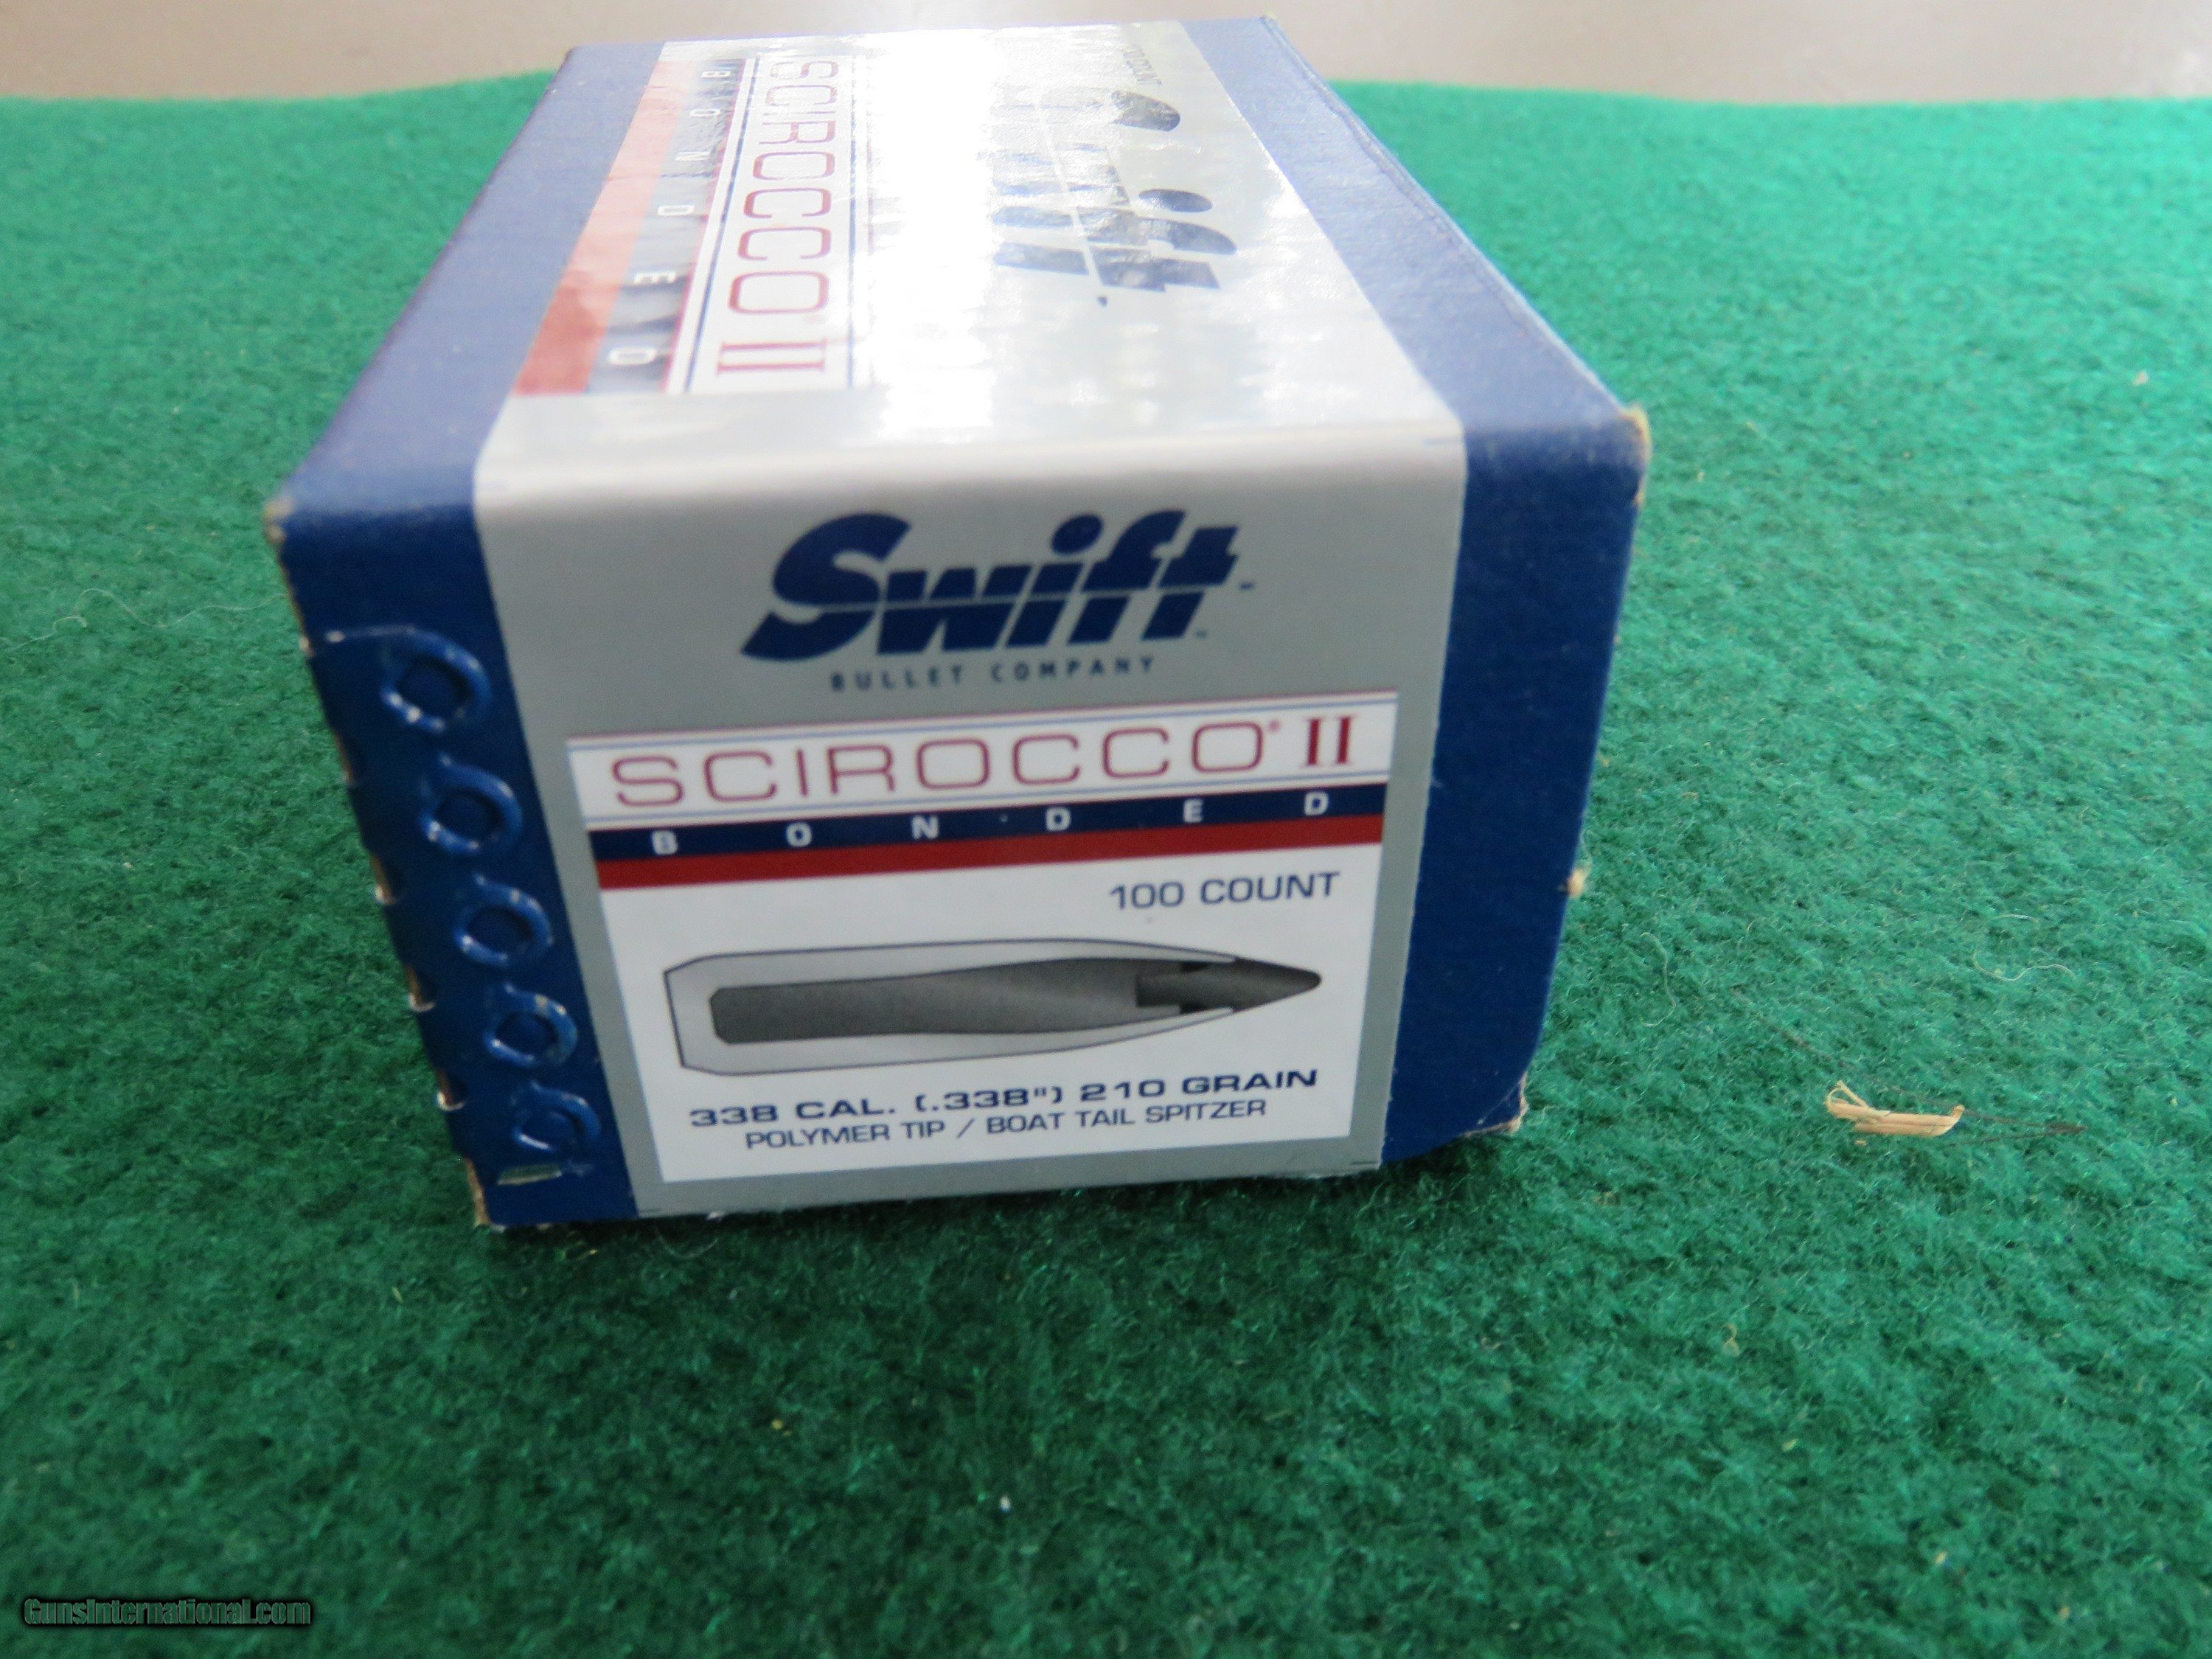 BONDED
SCIROCCO II
Swift™
BULLET COMPANY
SCIROCCO® II
BONDED
100 COUNT
338 CAL. (.338") 210 GRAIN
POLYMER TIP / BOAT TAIL SPITZER
GunsInternational.com